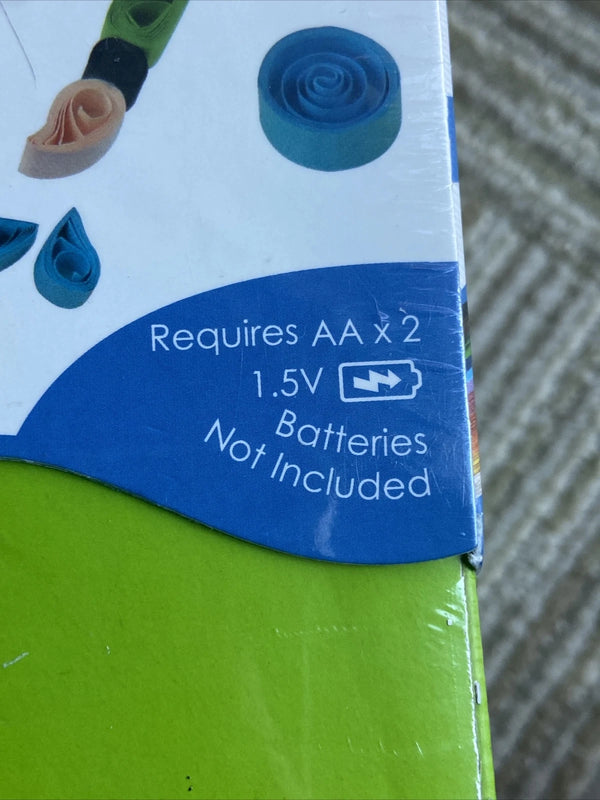 Requires AA x 2
1.5V
Batteries
Not Included